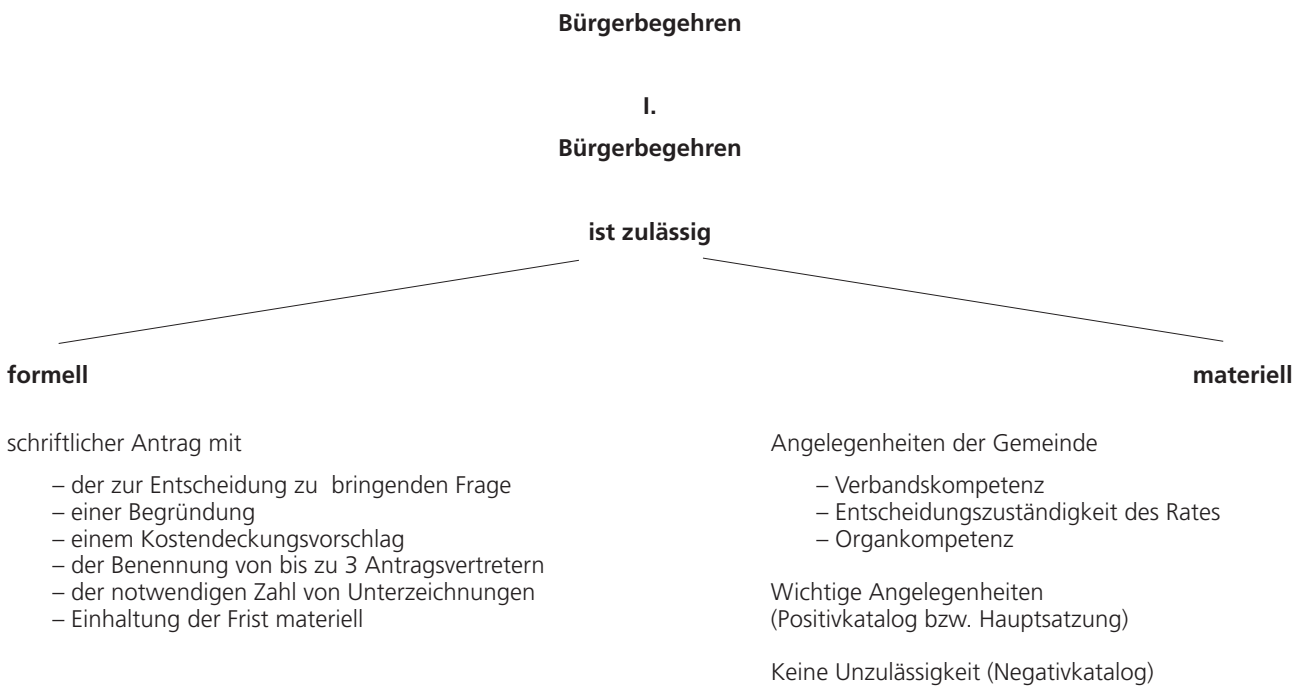 Bürgerbegehren
I.
Bürgerbegehren
ist zulässig
formell
schriftlicher Antrag mit
– der zur Entscheidung zu  bringenden Frage
– einer Begründung
– einem Kostendeckungsvorschlag
– der Benennung von bis zu 3 Antragsvertretern
– der notwendigen Zahl von Unterzeichnungen
– Einhaltung der Frist materiell
materiell
Angelegenheiten der Gemeinde
– Verbandskompetenz
– Entscheidungszuständigkeit des Rates
– Organkompetenz
Wichtige Angelegenheiten
(Positivkatalog bzw. Hauptsatzung)
Keine Unzulässigkeit (Negativkatalog)